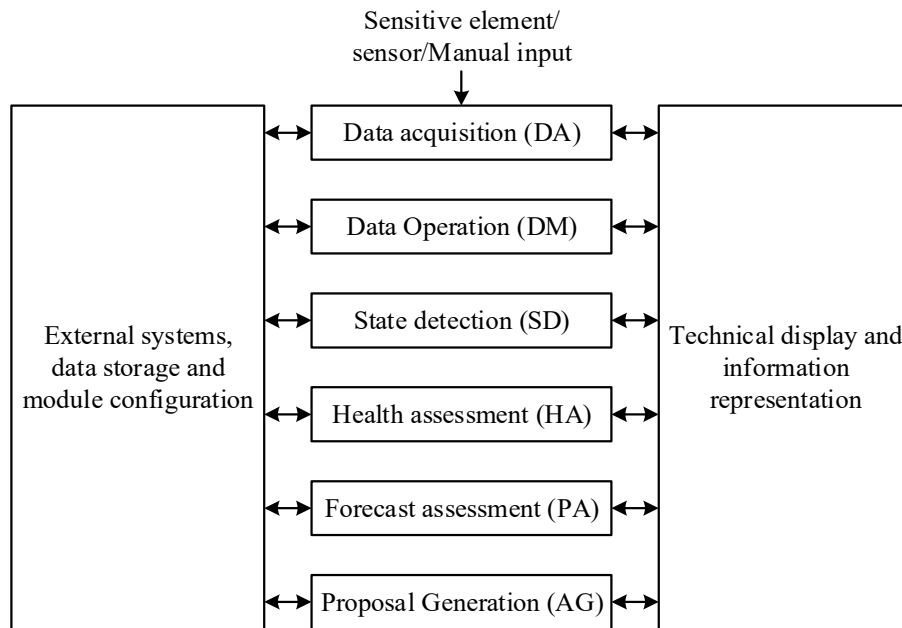 Sensitive element/
sensor/Manual input
Data acquisition (DA)
Data Operation (DM)
State detection (SD)
Health assessment (HA)
Forecast assessment (PA)
Proposal Generation (AG)
External systems,
data storage and
module configuration
Technical display and
information
representation